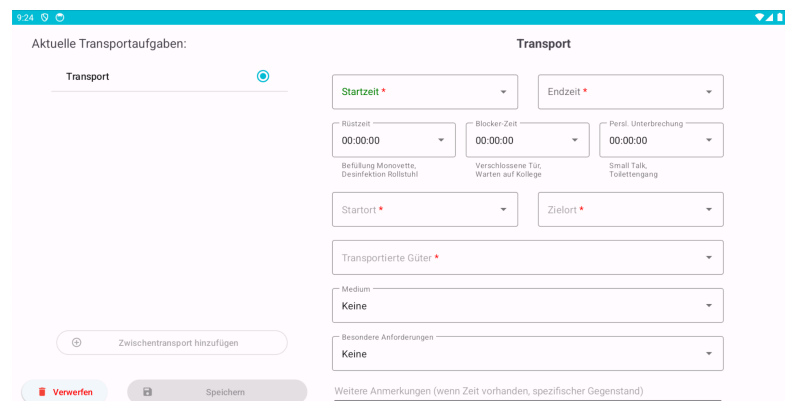 9:24
Aktuelle Transportaufgaben:
Transport
Zwischentransport hinzufügen
Verwerfen
Speichern
Transport
Startzeit *
Endzeit *
Rüstzeit
00:00:00
Befüllung Monovette,
Desinfektion Rollstuhl
Blocker-Zeit
00:00:00
Verschlossene Tür,
Warten auf Kollege
Persl. Unterbrechung
00:00:00
Small Talk,
Toilettengang
Startort *
Zielort *
Transportierte Güter *
Medium
Keine
Besondere Anforderungen
Keine
Weitere Anmerkungen (wenn Zeit vorhanden, spezifischer Gegenstand)